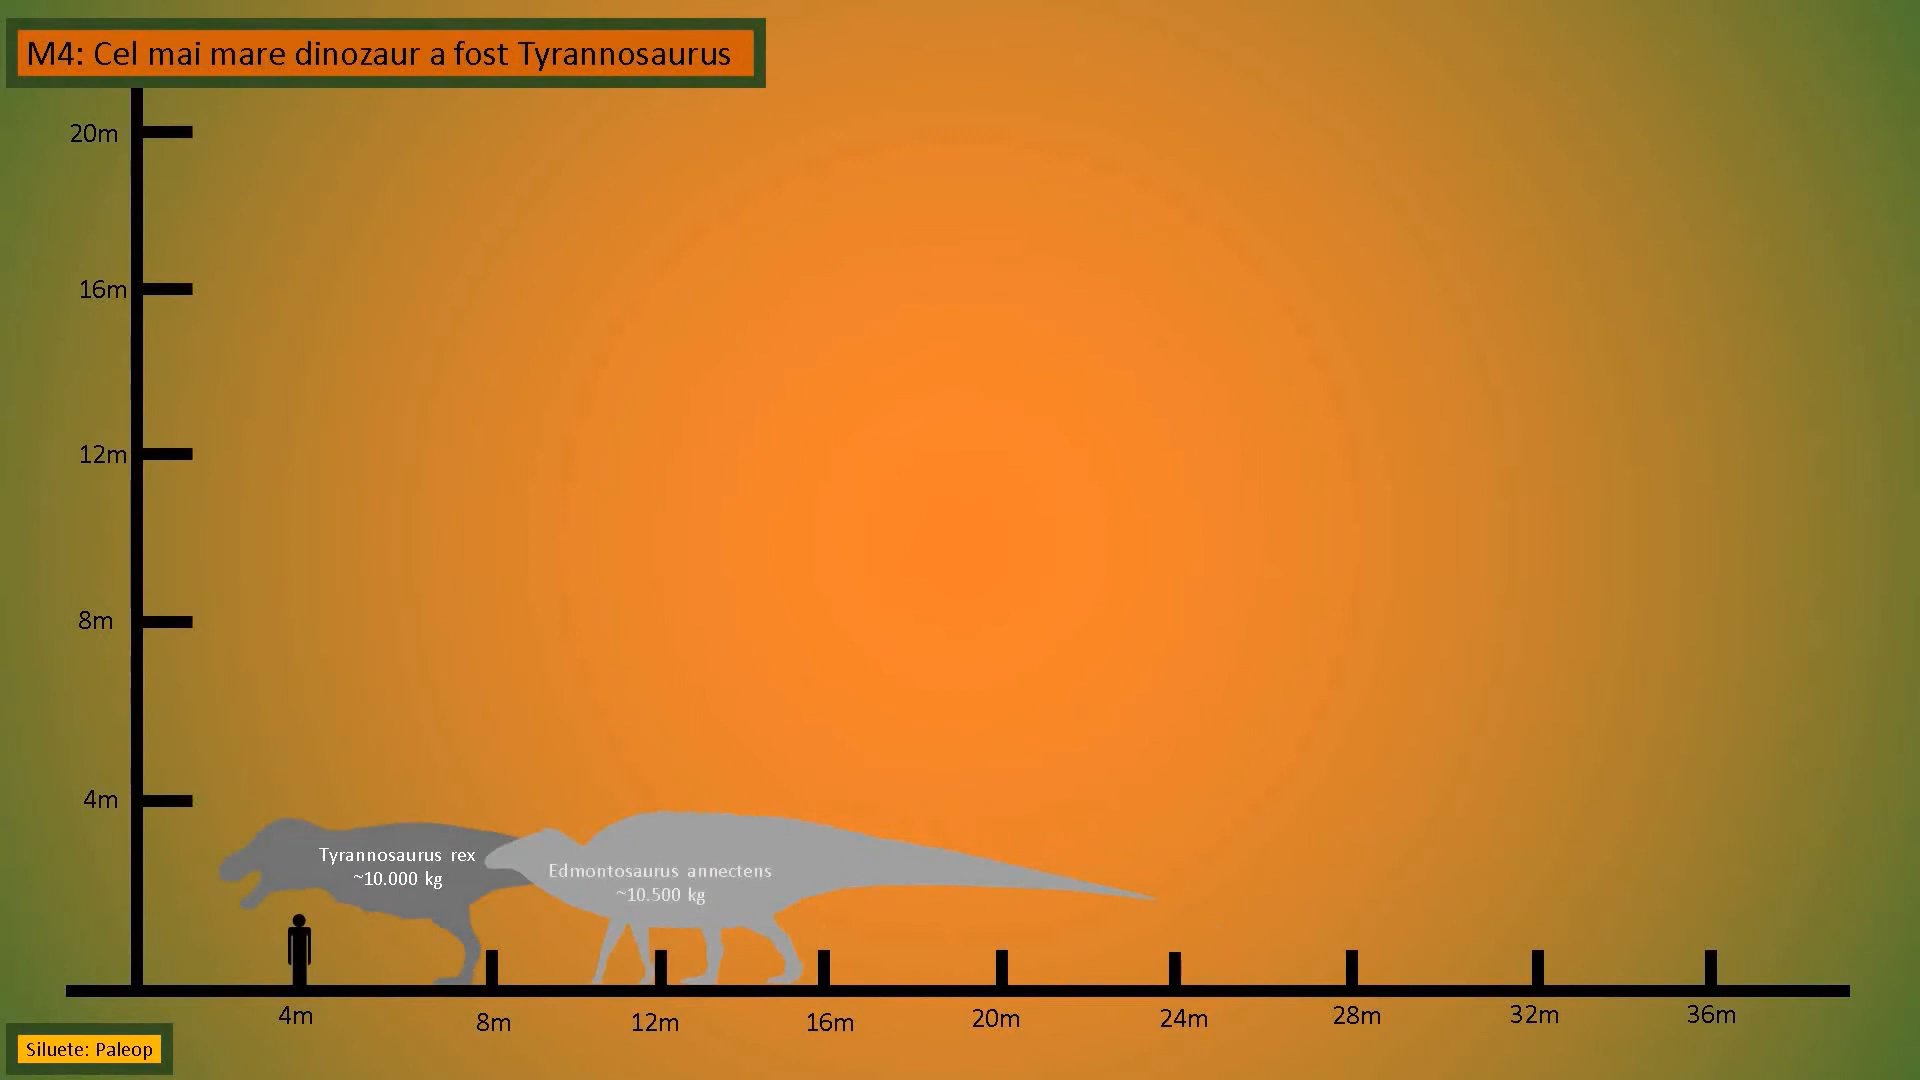 M4: Cel mai mare dinozaur a fost Tyrannosaurus
20m
16m
12m
8m
4m
Tyrannosaurus rex
~10.000 kg
Edmontosaurus annectens
~10.500 kg
4m
8m
12m
16m
20m
24m
28m
32m
36m
Siluete: Paleop